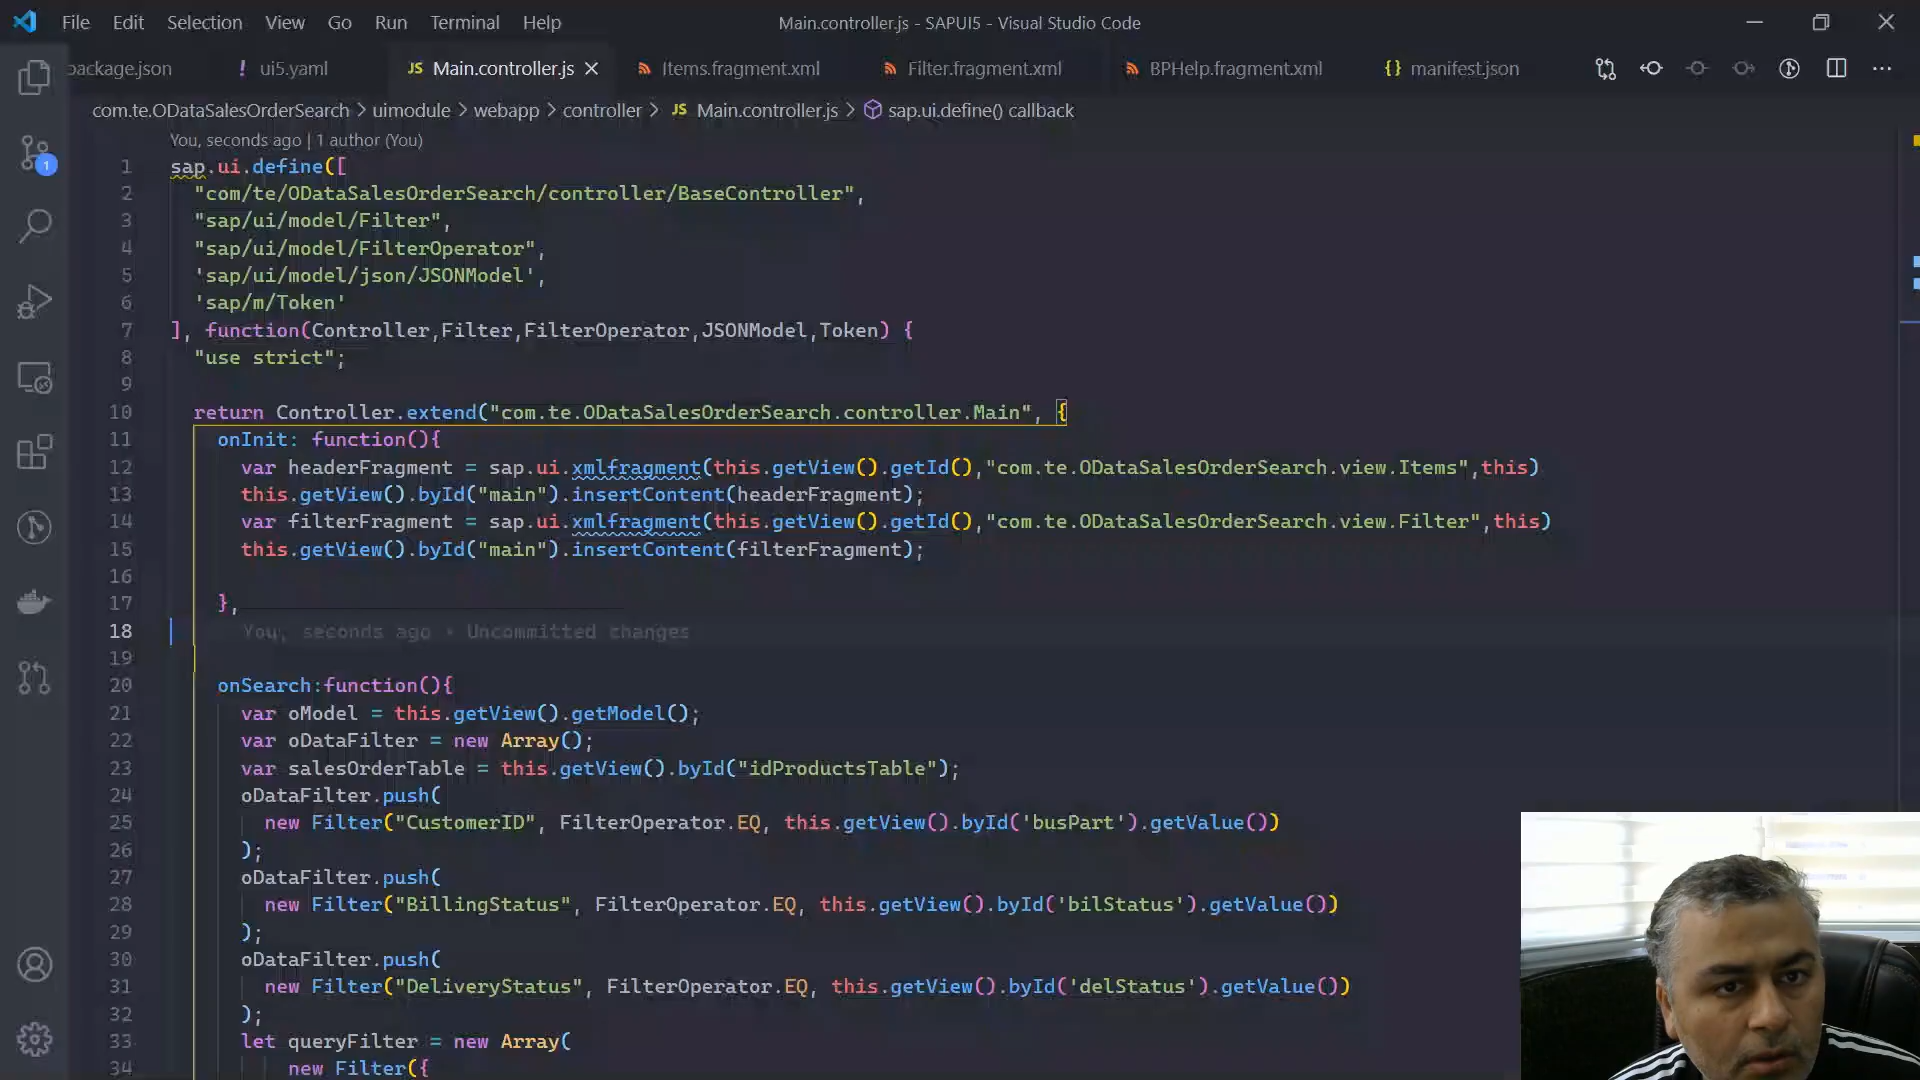 File Edit Selection View Go Run Terminal Help Main.controller.js - SAPUI5 - Visual Studio Code
package.json ! ui5.yaml JS Main.controller.js Items.fragment.xml Filter.fragment.xml BPHelp.fragment.xml {} manifest.json
com.te.ODataSalesOrderSearch > uimodule > webapp > controller > JS Main.controller.js > sap.ui.define() callback
You, seconds ago | 1 author (You)
1 sap.ui.define([
2 "com/te/ODataSalesOrderSearch/controller/BaseController",
3 "sap/ui/model/Filter",
4 "sap/ui/model/FilterOperator",
5 'sap/ui/model/json/JSONModel',
6 'sap/m/Token'
7 ], function(Controller,Filter,FilterOperator,JSONModel,Token) {
8 "use strict";
9
10 return Controller.extend("com.te.ODataSalesOrderSearch.controller.Main", {
11 onInit: function(){
12 var headerFragment = sap.ui.xmlfragment(this.getView().getId(),"com.te.ODataSalesOrderSearch.view.Items",this)
13 this.getView().byId("main").insertContent(headerFragment);
14 var filterFragment = sap.ui.xmlfragment(this.getView().getId(),"com.te.ODataSalesOrderSearch.view.Filter",this)
15 this.getView().byId("main").insertContent(filterFragment);
16
17 },
18 You, seconds ago • Uncommitted changes
19
20 onSearch:function(){
21 var oModel = this.getView().getModel();
22 var oDataFilter = new Array();
23 var salesOrderTable = this.getView().byId("idProductsTable");
24 oDataFilter.push(
25 new Filter("CustomerID", FilterOperator.EQ, this.getView().byId('busPart').getValue())
26 );
27 oDataFilter.push(
28 new Filter("BillingStatus", FilterOperator.EQ, this.getView().byId('bilStatus').getValue())
29 );
30 oDataFilter.push(
31 new Filter("DeliveryStatus", FilterOperator.EQ, this.getView().byId('delStatus').getValue())
32 );
33 let queryFilter = new Array(
34 new Filter({
1